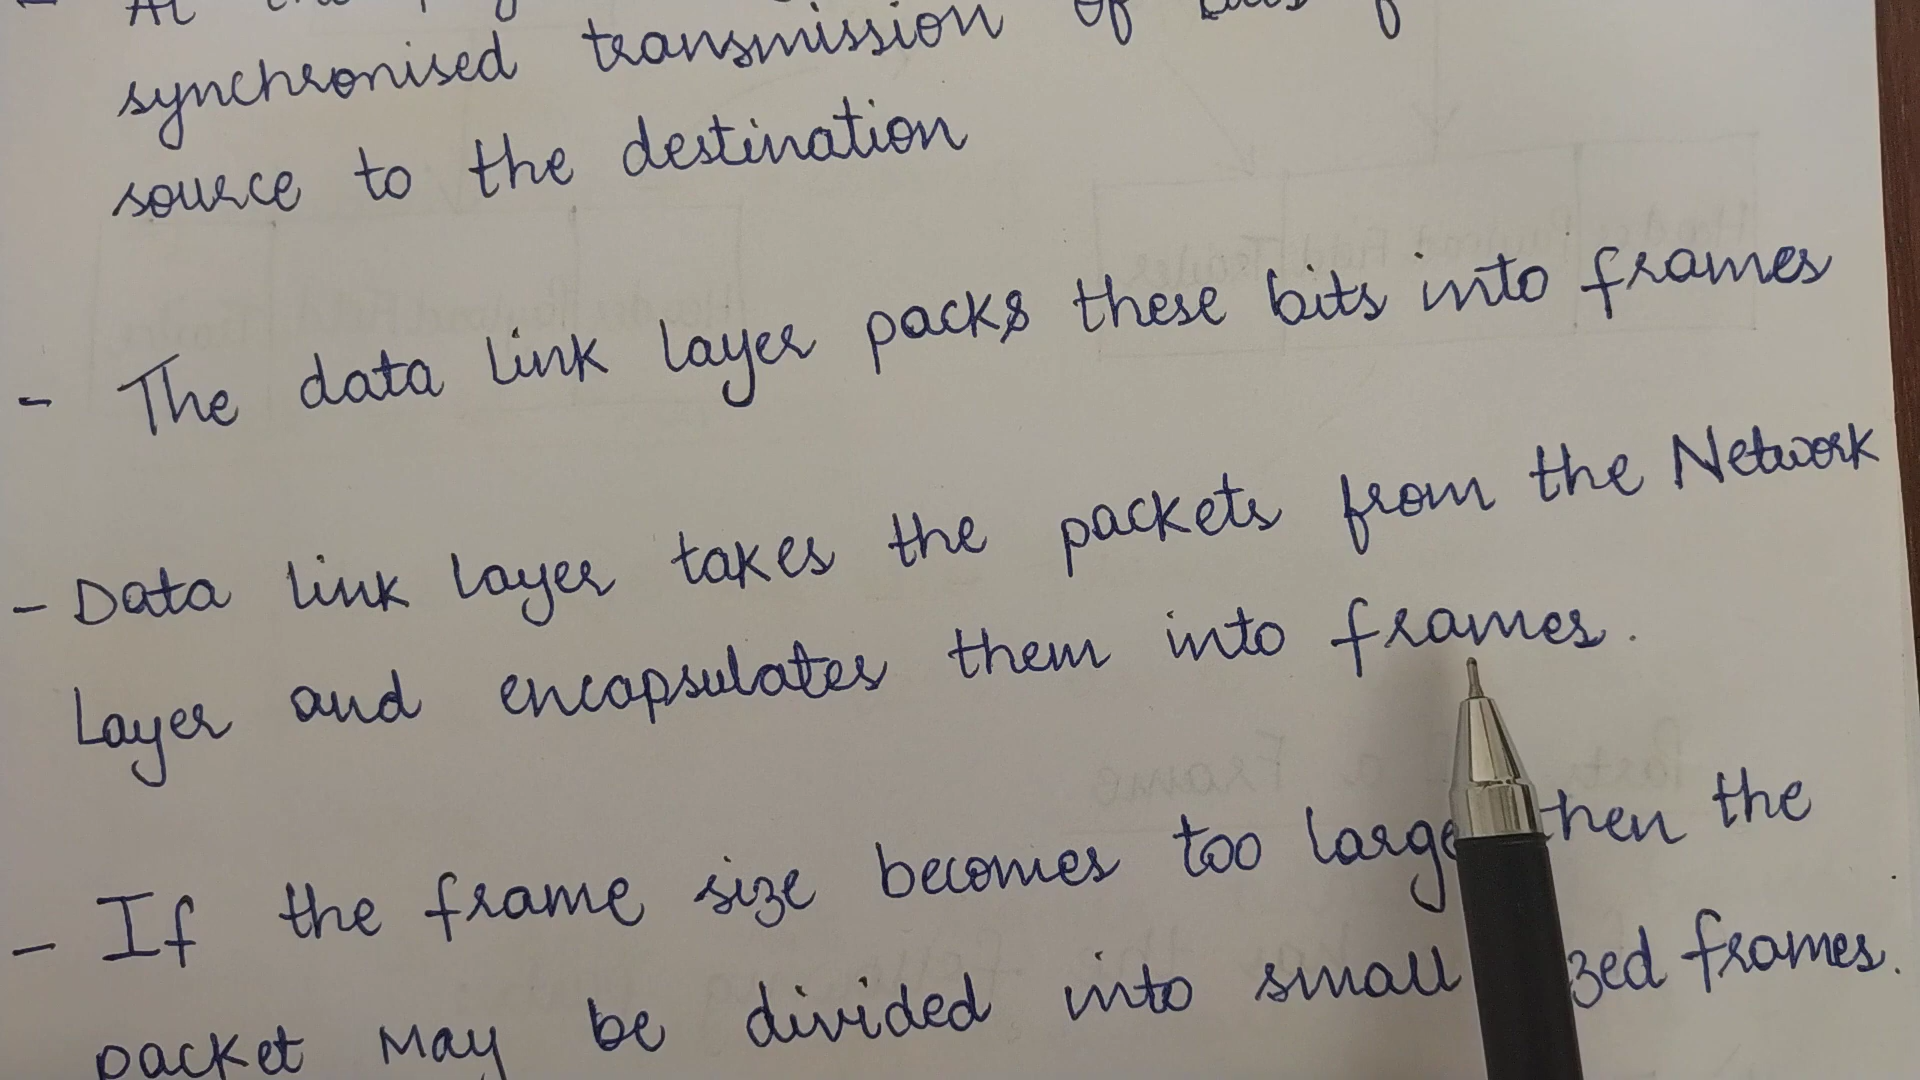 synchronised transmission of
source to the destination
- The data link layer packs these bits into frames
- Data link layer takes the packets from the Network
Layer and encapsulates them into frames.
- If the frame size becomes too large then the
packet may be divided into small frames.